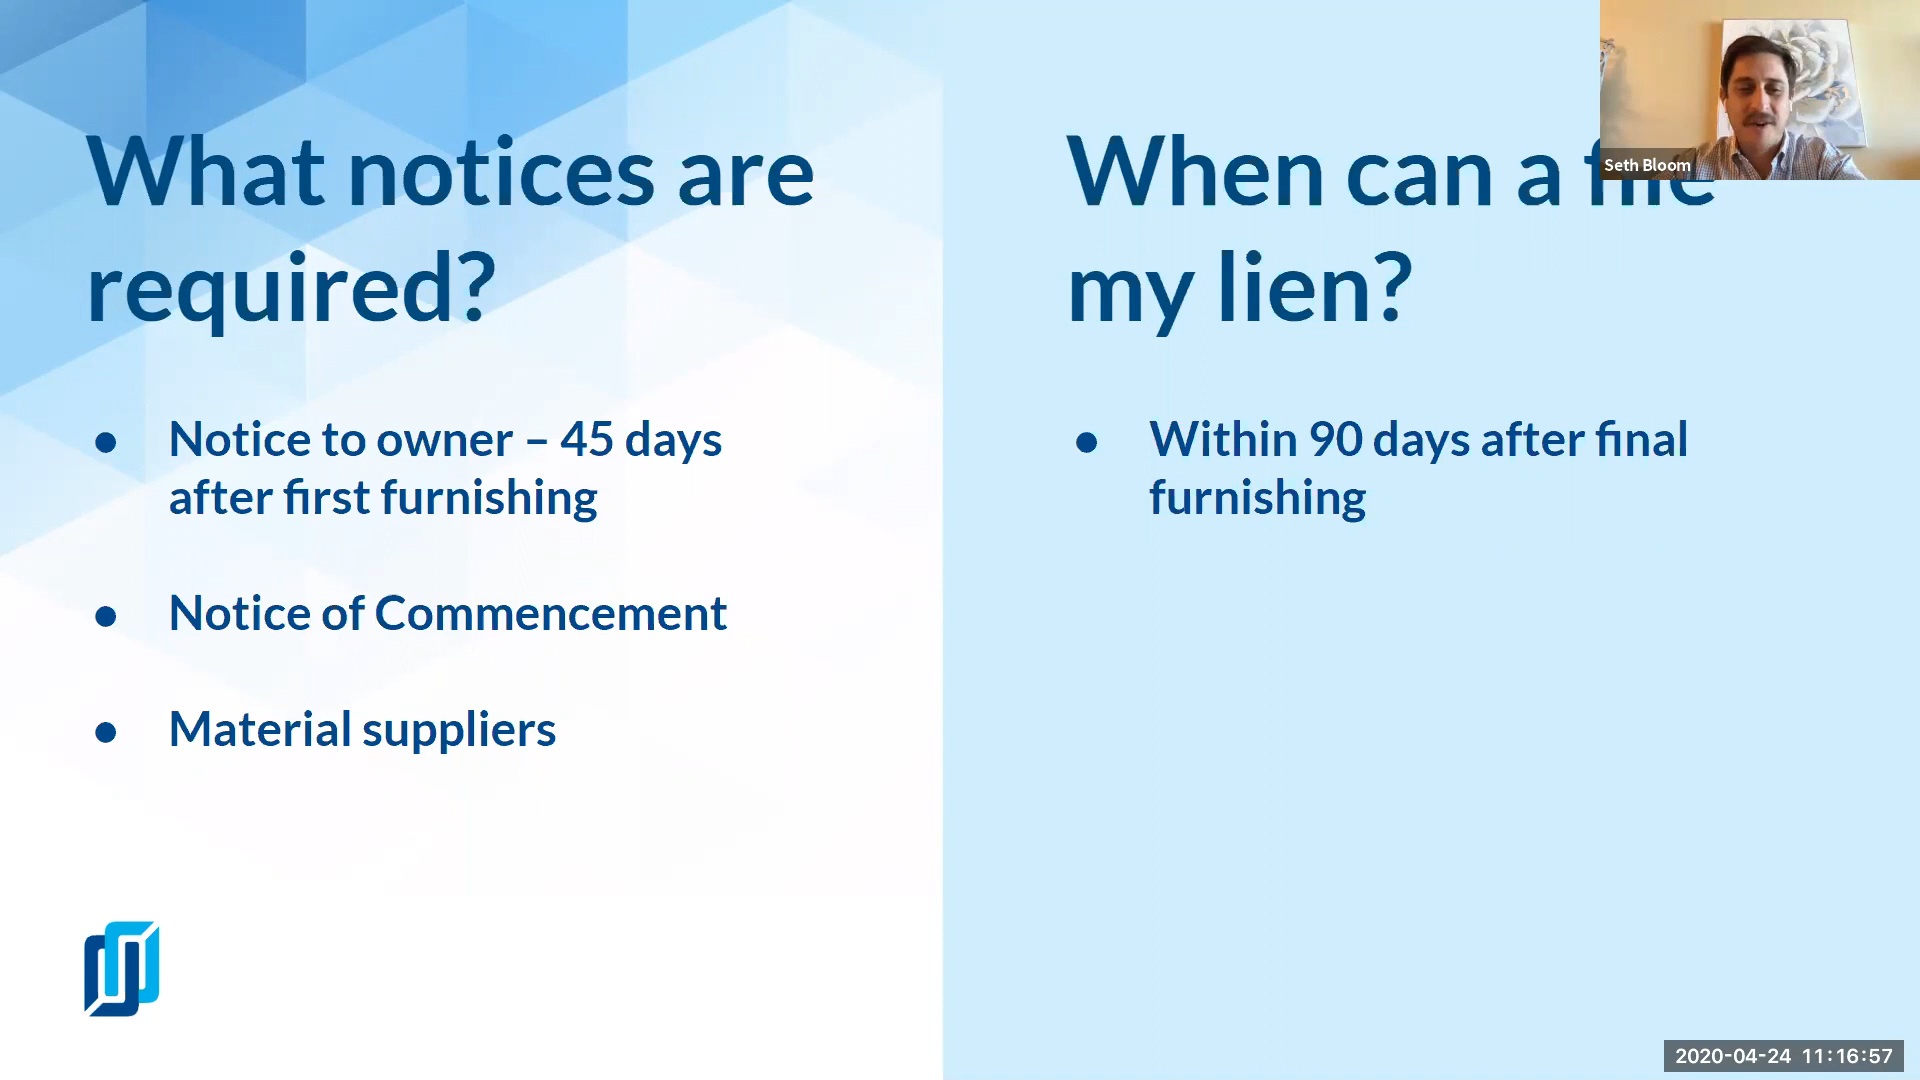 What notices are
required?
● Notice to owner – 45 days
after first furnishing
● Notice of Commencement
● Material suppliers
When can a file
my lien?
● Within 90 days after final
furnishing
Seth Bloom
2020-04-24 11:16:57